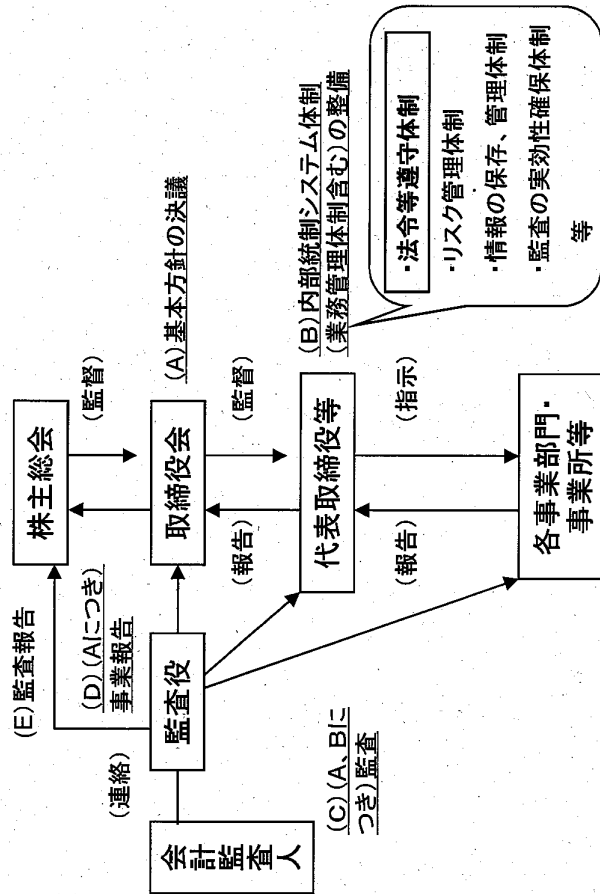 株主総会
(監督)
(E)監査報告
(D)(Aにつき)
事業報告
取締役会
(A)基本方針の決議
監査役
(連絡)
会計監査人
(C)(A、Bに
つき)監査
(監督)
(報告)
代表取締役等
(B)内部統制システム体制
(業務管理体制含む)の整備
・法令等遵守体制
・リスク管理体制
・情報の保存、管理体制
・監査の実効性確保体制
等
(指示)
(報告)
各事業部門・
事業所等